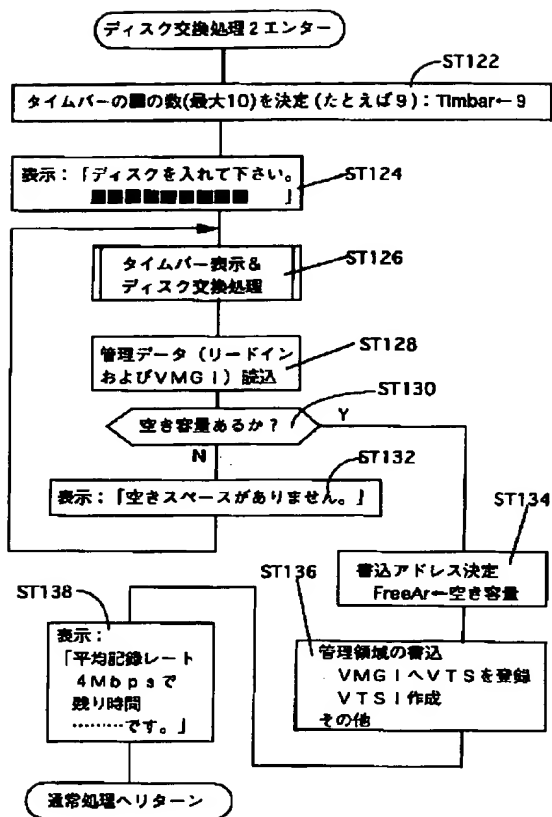 ディスク交換処理2エンター
ST122
タイムバーの■の数(最大10)を決定(たとえば9):Timbar←9
表示:「ディスクを入れて下さい。
■■■■■■■■■ 」
ST124
タイムバー表示&
ディスク交換処理
ST126
管理データ(リードイン
およびVMGI)読込
ST128
空き容量あるか?
ST130
Y
N
表示:「空きスペースがありません。」
ST132
書込アドレス決定
FreeAr←空き容量
ST134
管理領域の書込
VMGIへVTSを登録
VTSI作成
その他
ST136
表示:
「平均記録レート
4Mbpsで
残り時間
………です。」
ST138
通常処理へリターン